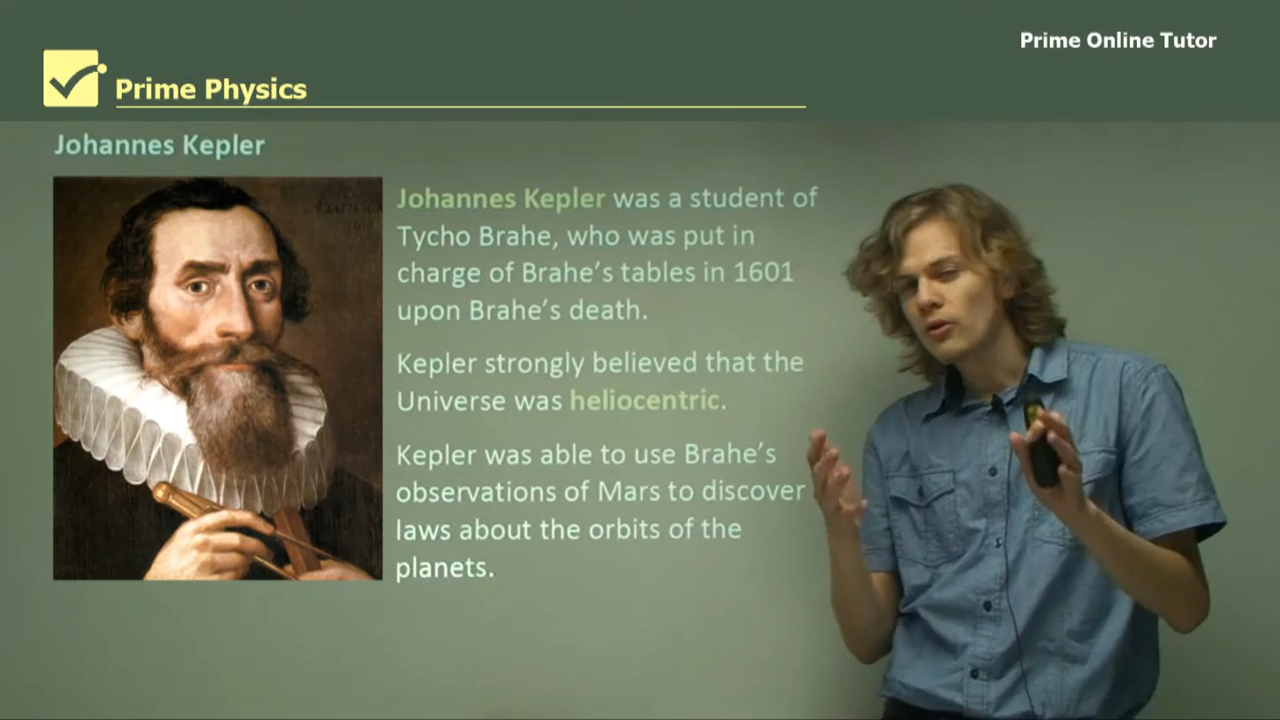 Prime Online Tutor
Prime Physics
Johannes Kepler
Johannes Kepler was a student of
Tycho Brahe, who was put in
charge of Brahe’s tables in 1601
upon Brahe’s death.
Kepler strongly believed that the
Universe was heliocentric.
Kepler was able to use Brahe’s
observations of Mars to discover
laws about the orbits of the
planets.